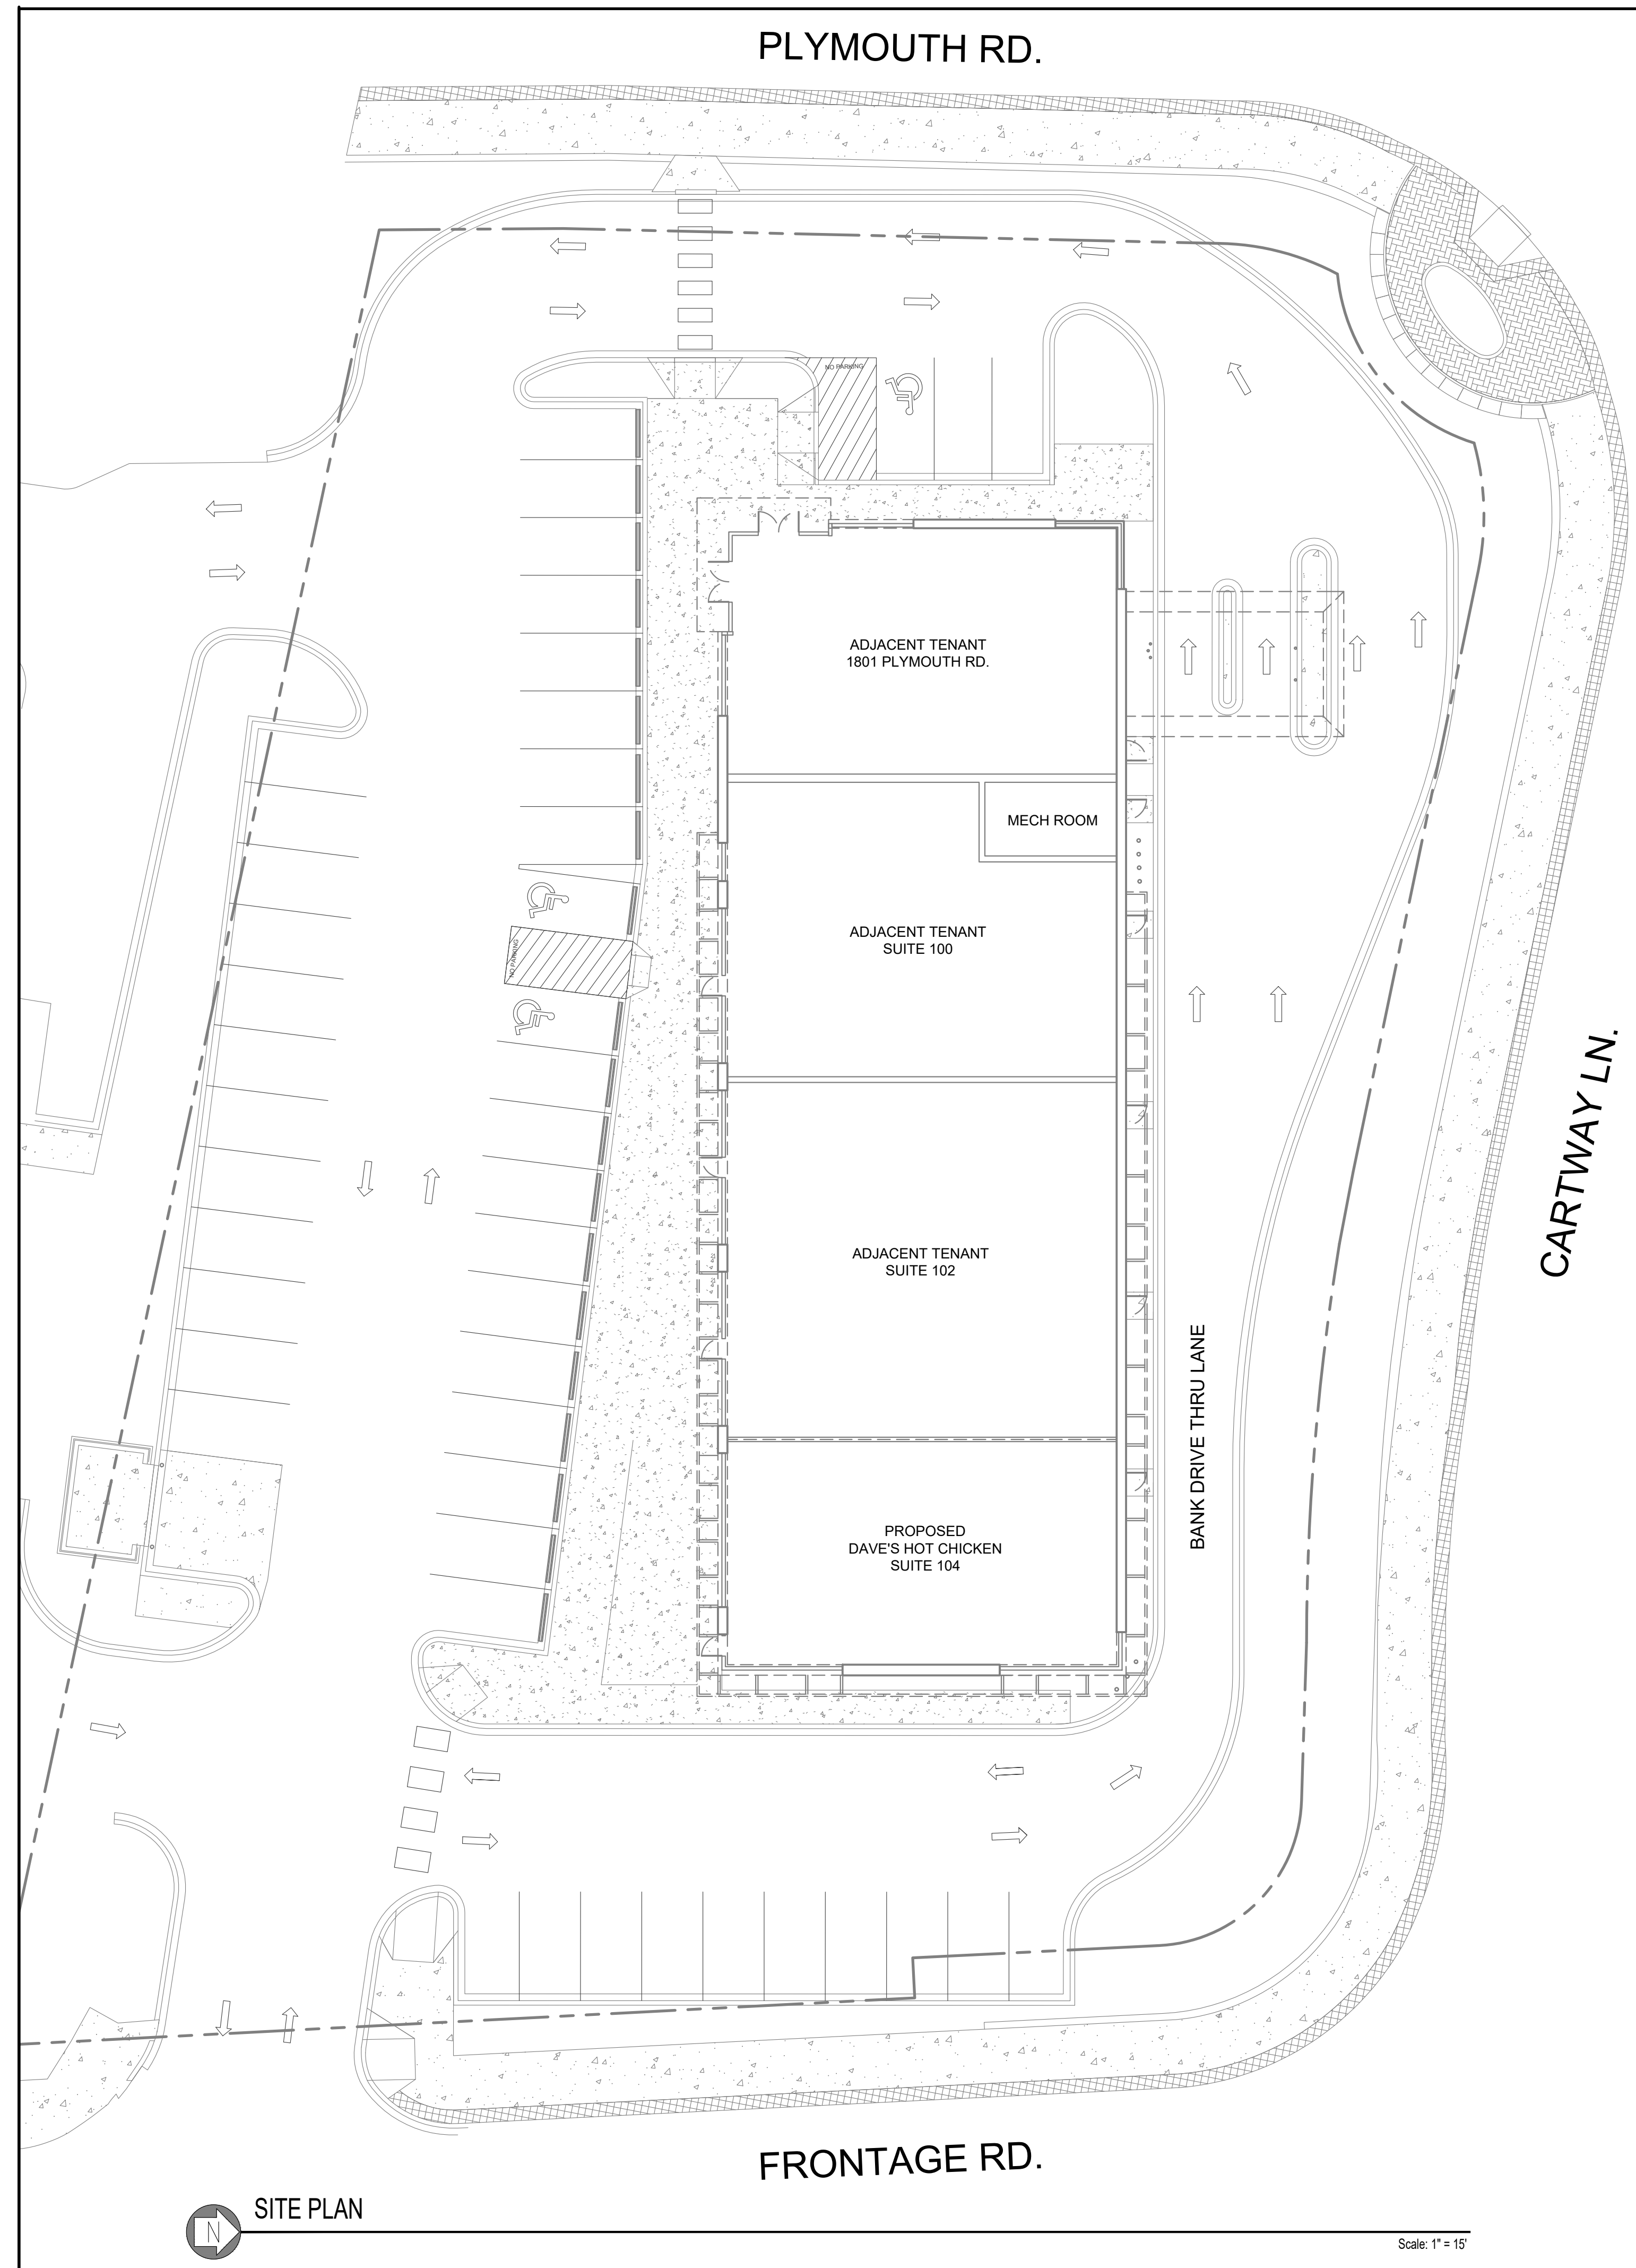 PLYMOUTH RD.
NO PARKING
ADJACENT TENANT
1801 PLYMOUTH RD.
MECH ROOM
ADJACENT TENANT
SUITE 100
NO PARKING
CARTWAY LN.
ADJACENT TENANT
SUITE 102
BANK DRIVE THRU LANE
PROPOSED
DAVE'S HOT CHICKEN
SUITE 104
FRONTAGE RD.
N
SITE PLAN
Scale: 1" = 15'